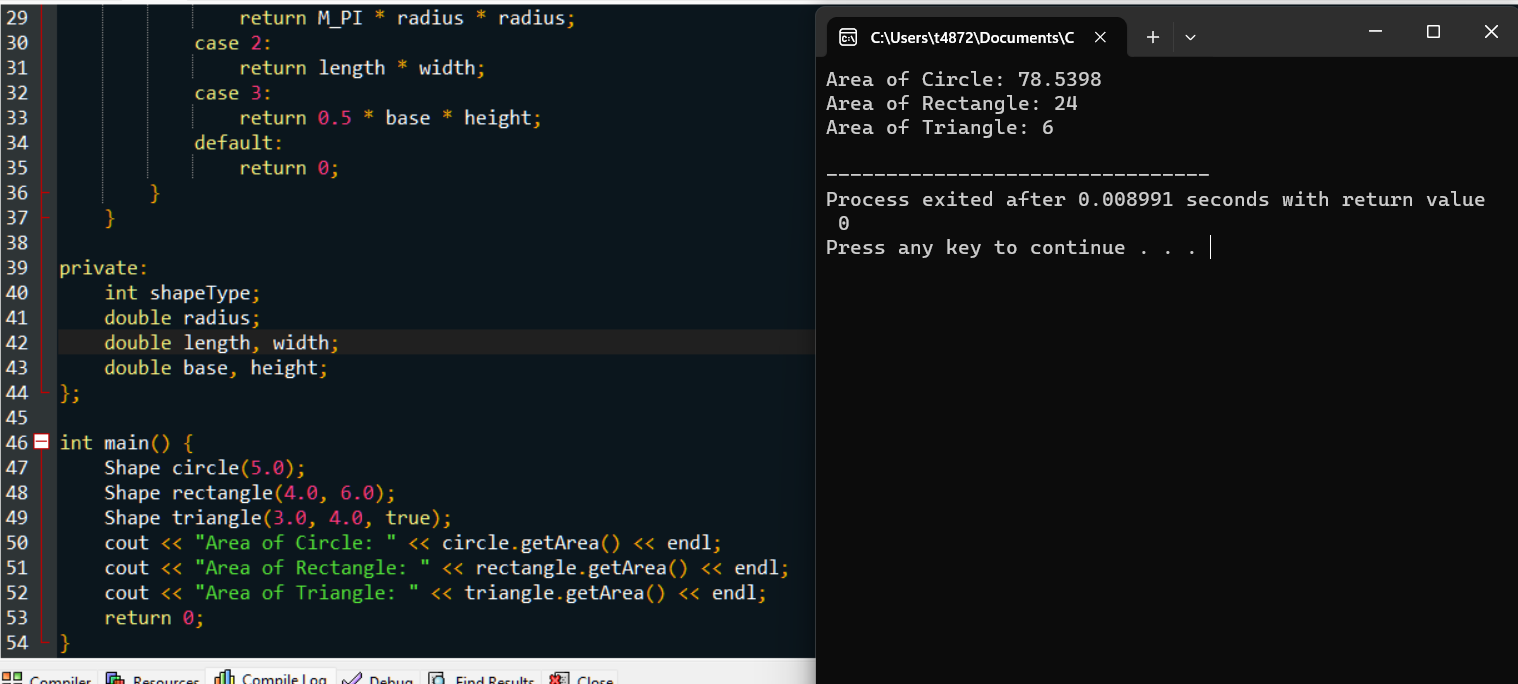 29 return M_PI * radius * radius;
30 case 2:
31 return length * width;
32 case 3:
33 return 0.5 * base * height;
34 default:
35 return 0;
36 }
37 }
38
39 private:
40 int shapeType;
41 double radius;
42 double length, width;
43 double base, height;
44 };
45
46 int main() {
47 Shape circle(5.0);
48 Shape rectangle(4.0, 6.0);
49 Shape triangle(3.0, 4.0, true);
50 cout << "Area of Circle: " << circle.getArea() << endl;
51 cout << "Area of Rectangle: " << rectangle.getArea() << endl;
52 cout << "Area of Triangle: " << triangle.getArea() << endl;
53 return 0;
54 }
Compiler Resources Compile Log Debug Find Results Close
C:\Users\t4872\Documents\C
Area of Circle: 78.5398
Area of Rectangle: 24
Area of Triangle: 6
--------------------------------
Process exited after 0.008991 seconds with return value
0
Press any key to continue . . .